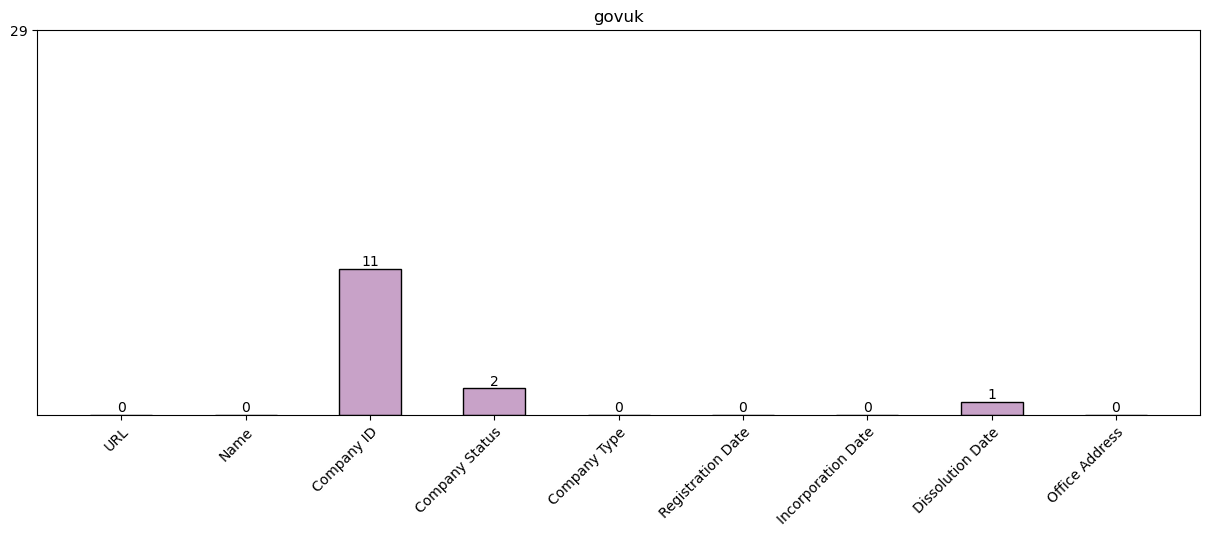 govuk
29
11
2
1
0
0
0
0
0
0
URL
Name
Company ID
Company Status
Company Type
Registration Date
Incorporation Date
Dissolution Date
Office Address